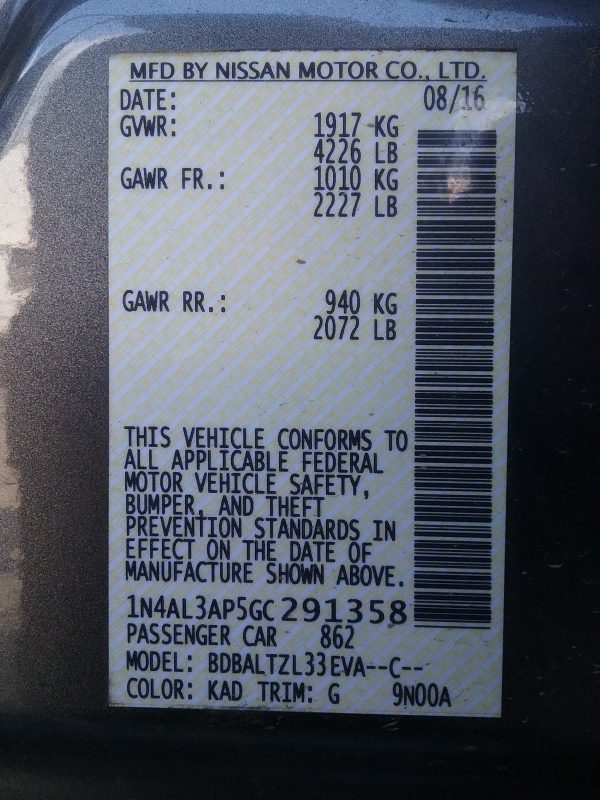 MFD BY NISSAN MOTOR CO., LTD.
DATE: 08/16
GVWR: 1917 KG
4226 LB
GAWR FR.: 1010 KG
2227 LB
GAWR RR.: 940 KG
2072 LB
THIS VEHICLE CONFORMS TO
ALL APPLICABLE FEDERAL
MOTOR VEHICLE SAFETY,
BUMPER, AND THEFT
PREVENTION STANDARDS IN
EFFECT ON THE DATE OF
MANUFACTURE SHOWN ABOVE.
1N4AL3AP5GC291358
PASSENGER CAR 862
MODEL: BDBALTZL33EVA--C--
COLOR: KAD TRIM: G 9N00A